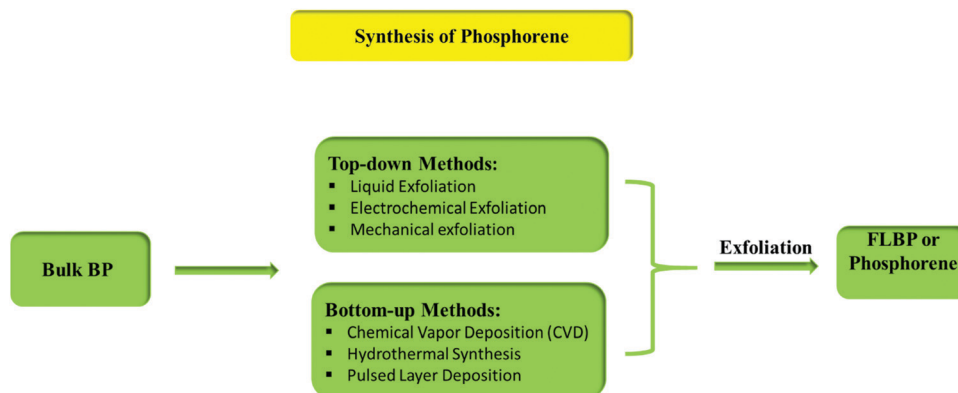 Synthesis of Phosphorene
Bulk BP
Top-down Methods:
▪ Liquid Exfoliation
▪ Electrochemical Exfoliation
▪ Mechanical exfoliation
Bottom-up Methods:
▪ Chemical Vapor Deposition (CVD)
▪ Hydrothermal Synthesis
▪ Pulsed Layer Deposition
Exfoliation
FLBP or
Phosphorene